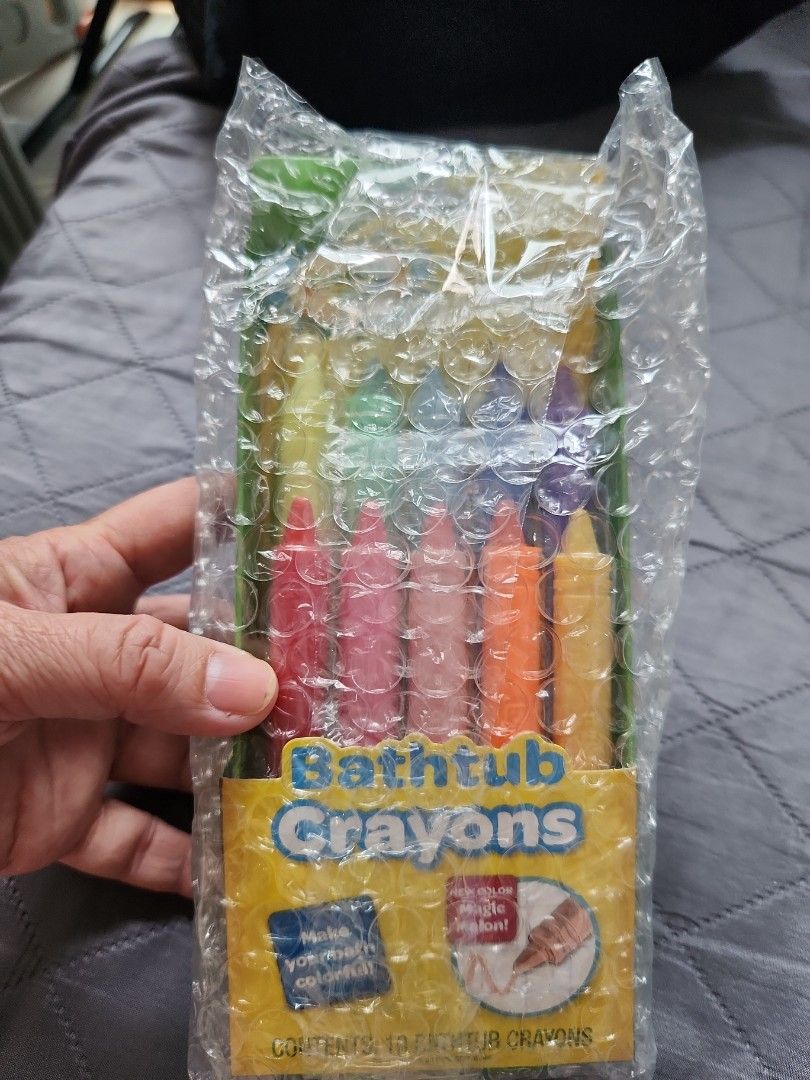 Bathtub
Crayons
Make
your bath
colorful!
NEW COLOR
Magic
Melon!
CONTENTS: 10 BATHTUB CRAYONS